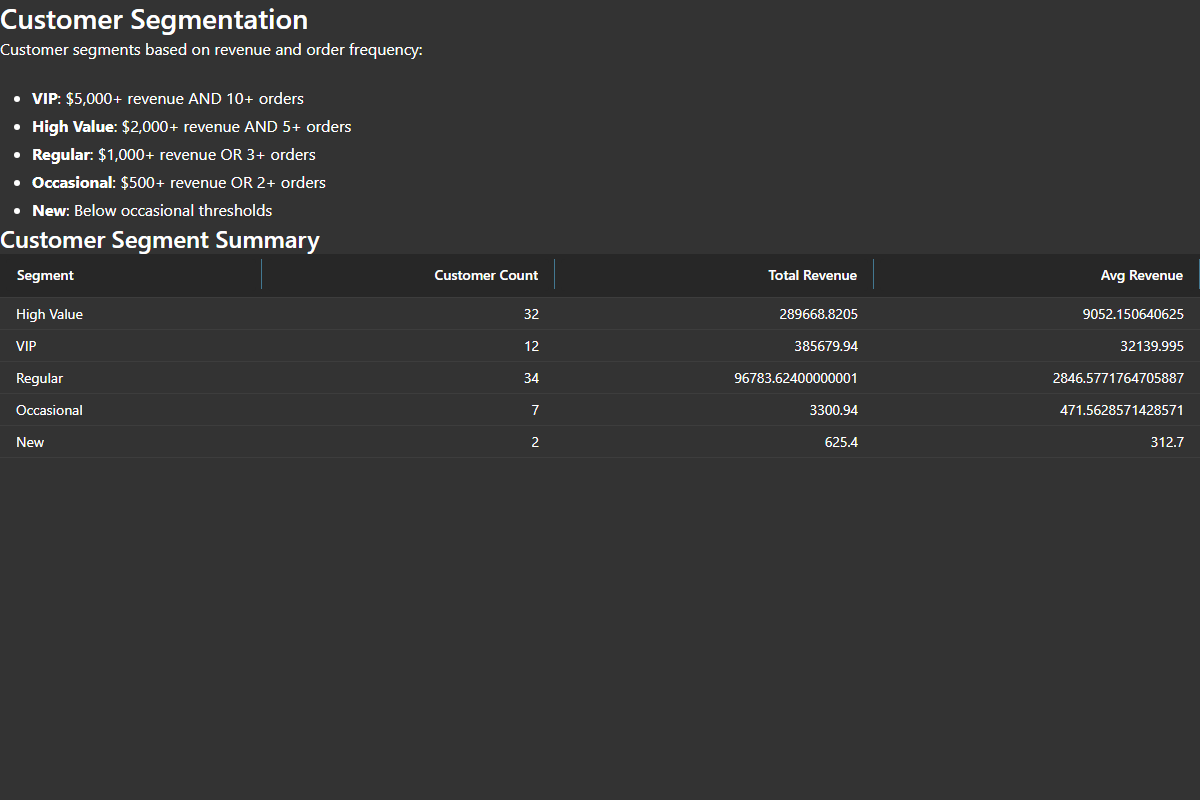 Customer Segmentation
Customer segments based on revenue and order frequency:
• VIP: $5,000+ revenue AND 10+ orders
• High Value: $2,000+ revenue AND 5+ orders
• Regular: $1,000+ revenue OR 3+ orders
• Occasional: $500+ revenue OR 2+ orders
• New: Below occasional thresholds
Customer Segment Summary
Segment Customer Count Total Revenue Avg Revenue
High Value 32 289668.8205 9052.150640625
VIP 12 385679.94 32139.995
Regular 34 96783.62400000001 2846.5771764705887
Occasional 7 3300.94 471.5628571428571
New 2 625.4 312.7